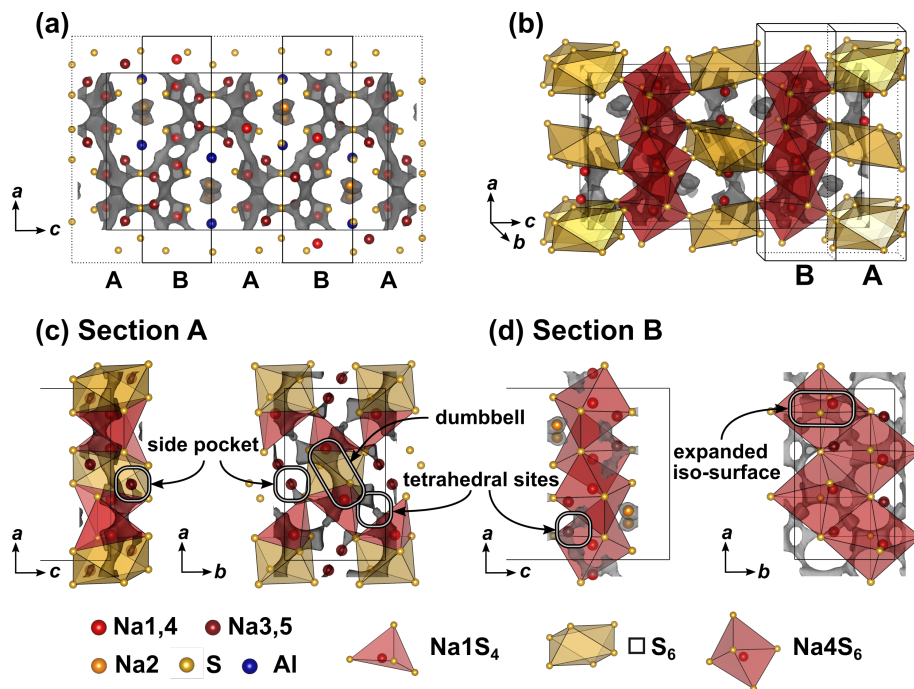 (a)
a
c
A B A B A
(b)
a
c
b
B A
(c) Section A
side pocket
dumbbell
tetrahedral sites
a
c
a
b
(d) Section B
expanded
iso-surface
a
c
a
b
Na1,4 Na3,5
Na2 S Al
Na1S₄
□ S₆
Na4S₆